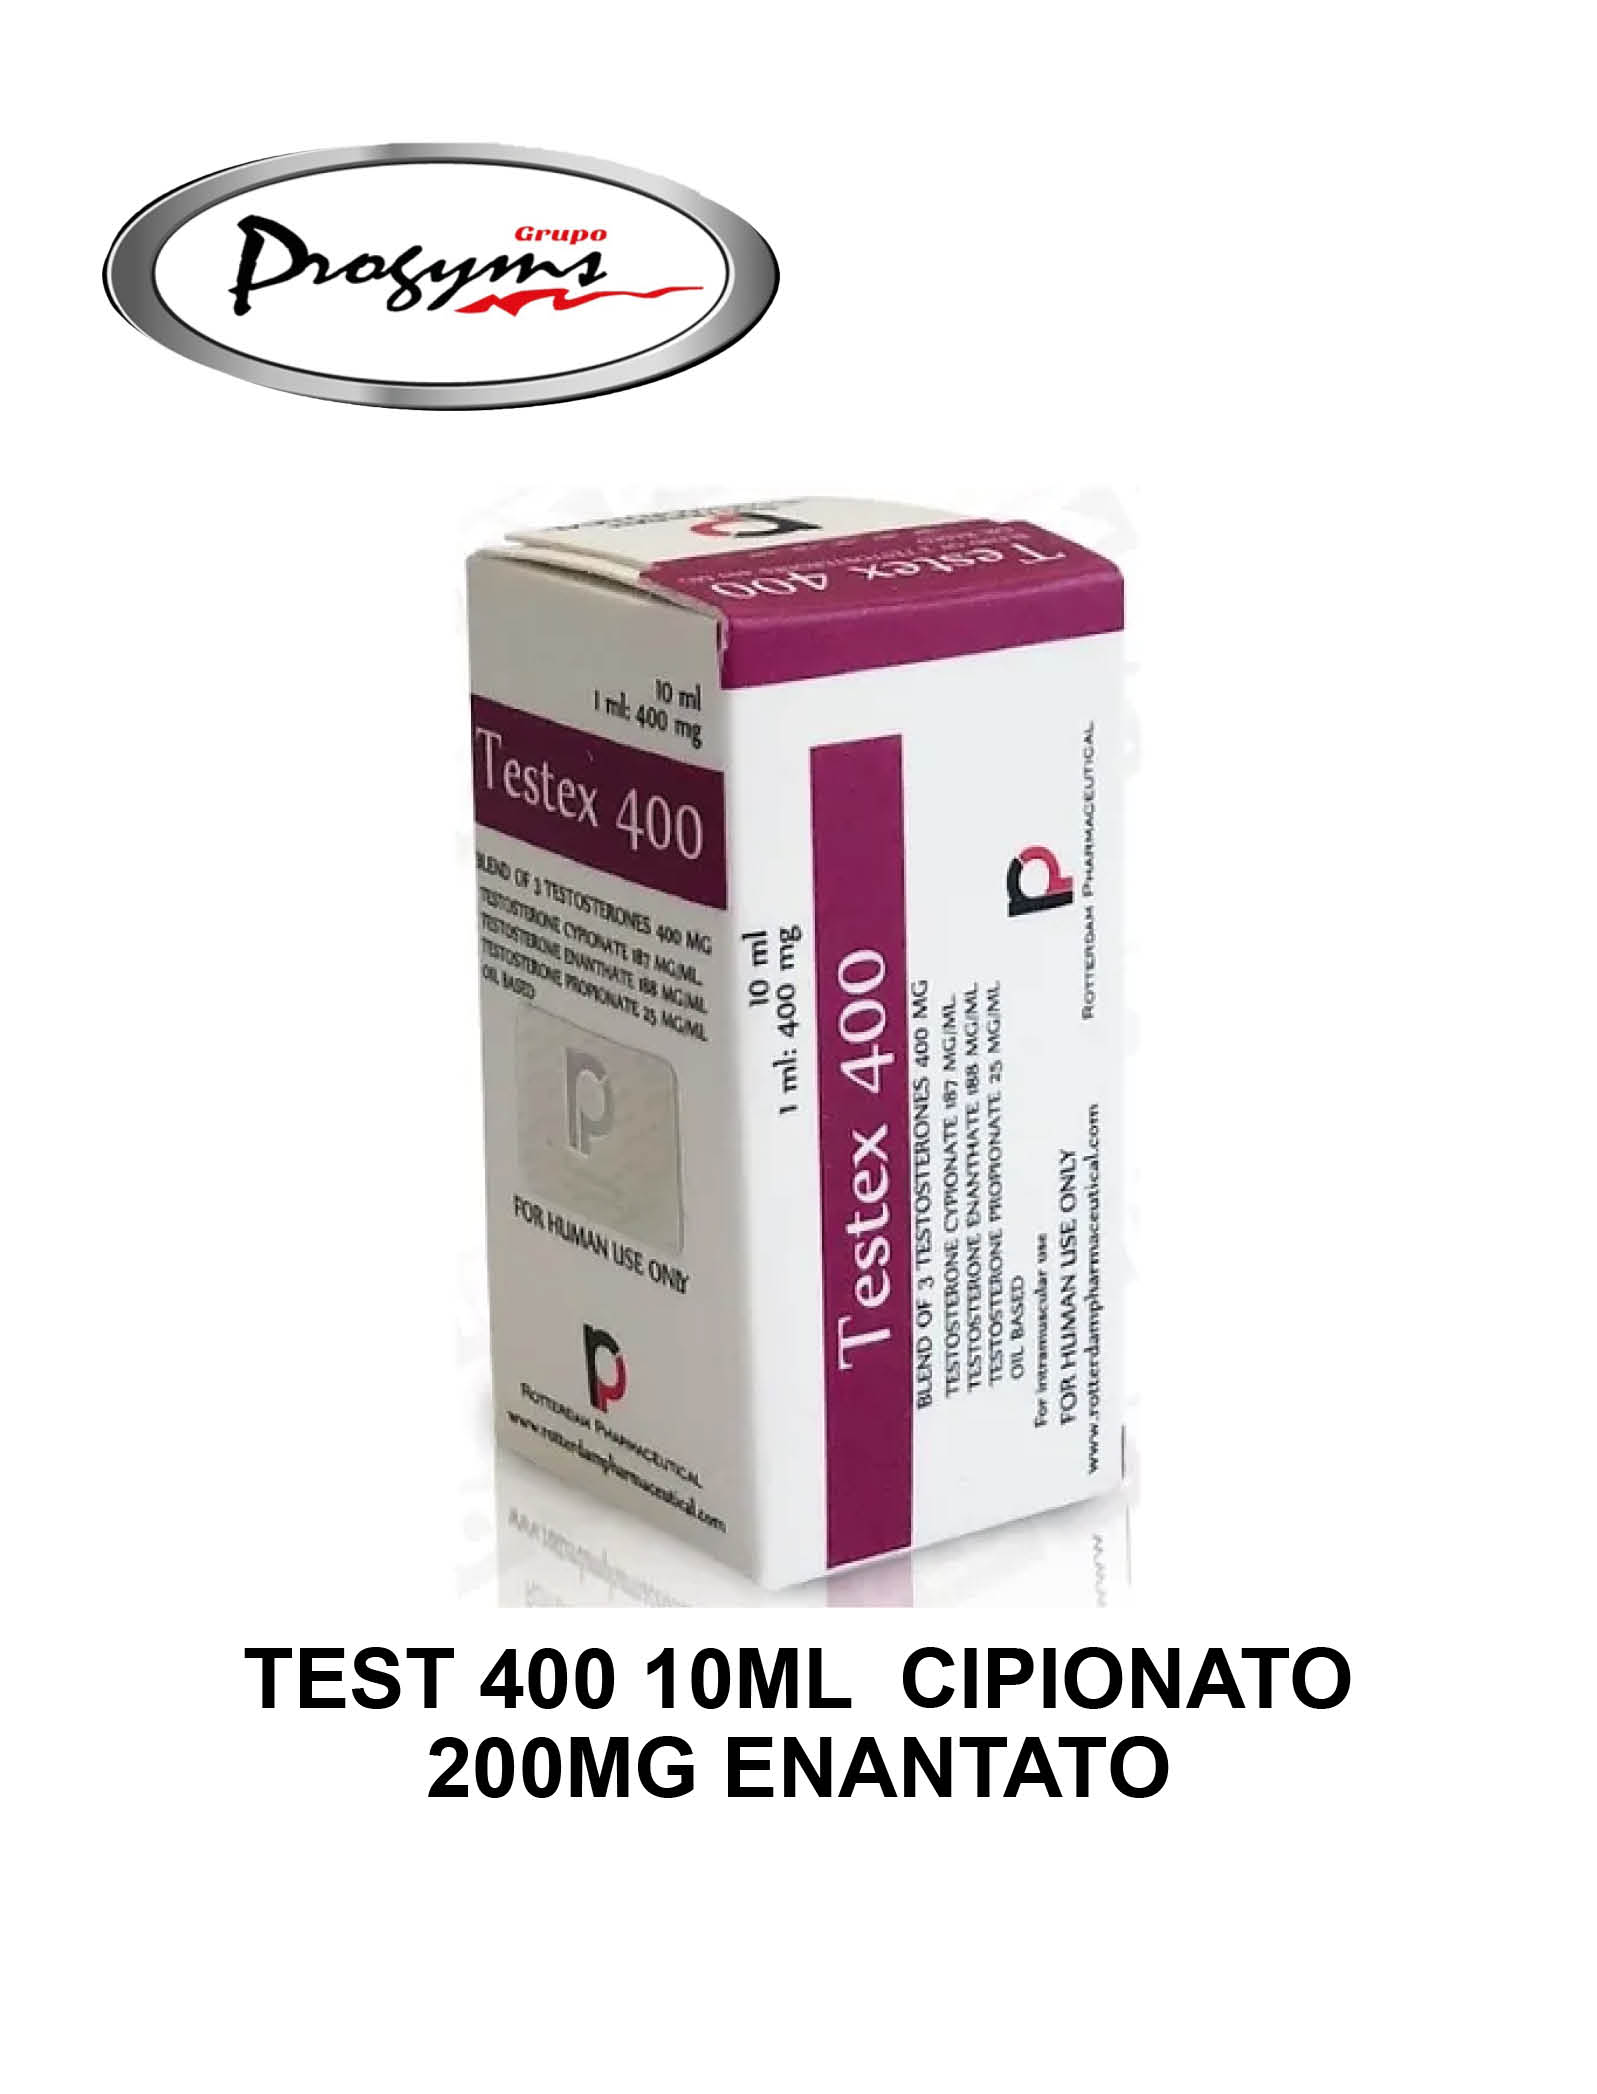 Grupo
Progyms
Testex 400
10 ml
1 ml: 400 mg
Testex 400
BLEND OF 3 TESTOSTERONES 400 MG
TESTOSTERONE CYPIONATE 187 MG/ML
TESTOSTERONE ENANTHATE 188 MG/ML
TESTOSTERONE PROPIONATE 25 MG/ML
OIL BASED
FOR HUMAN USE ONLY
ROTTERDAM PHARMACEUTICAL
www.rotterdampharmaceutical.com
10 ml
1 ml: 400 mg
Testex 400
BLEND OF 3 TESTOSTERONES 400 MG
TESTOSTERONE CYPIONATE 187 MG/ML
TESTOSTERONE ENANTHATE 188 MG/ML
TESTOSTERONE PROPIONATE 25 MG/ML
OIL BASED
For intramuscular use
FOR HUMAN USE ONLY
www.rotterdampharmaceutical.com
ROTTERDAM PHARMACEUTICAL
TEST 400 10ML CIPIONATO
200MG ENANTATO